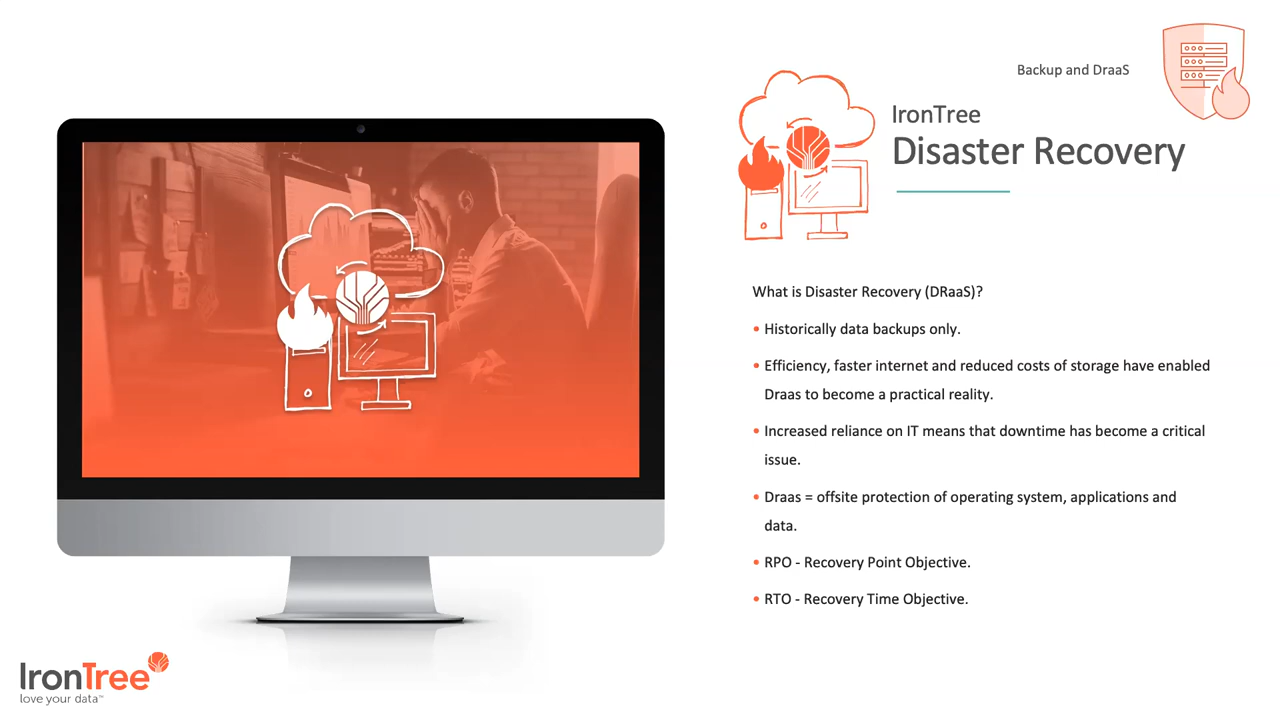 Backup and DraaS
IronTree
Disaster Recovery
What is Disaster Recovery (DRaaS)?
• Historically data backups only.
• Efficiency, faster internet and reduced costs of storage have enabled
Draas to become a practical reality.
• Increased reliance on IT means that downtime has become a critical
issue.
• Draas = offsite protection of operating system, applications and
data.
• RPO - Recovery Point Objective.
• RTO - Recovery Time Objective.
IronTree
love your data™